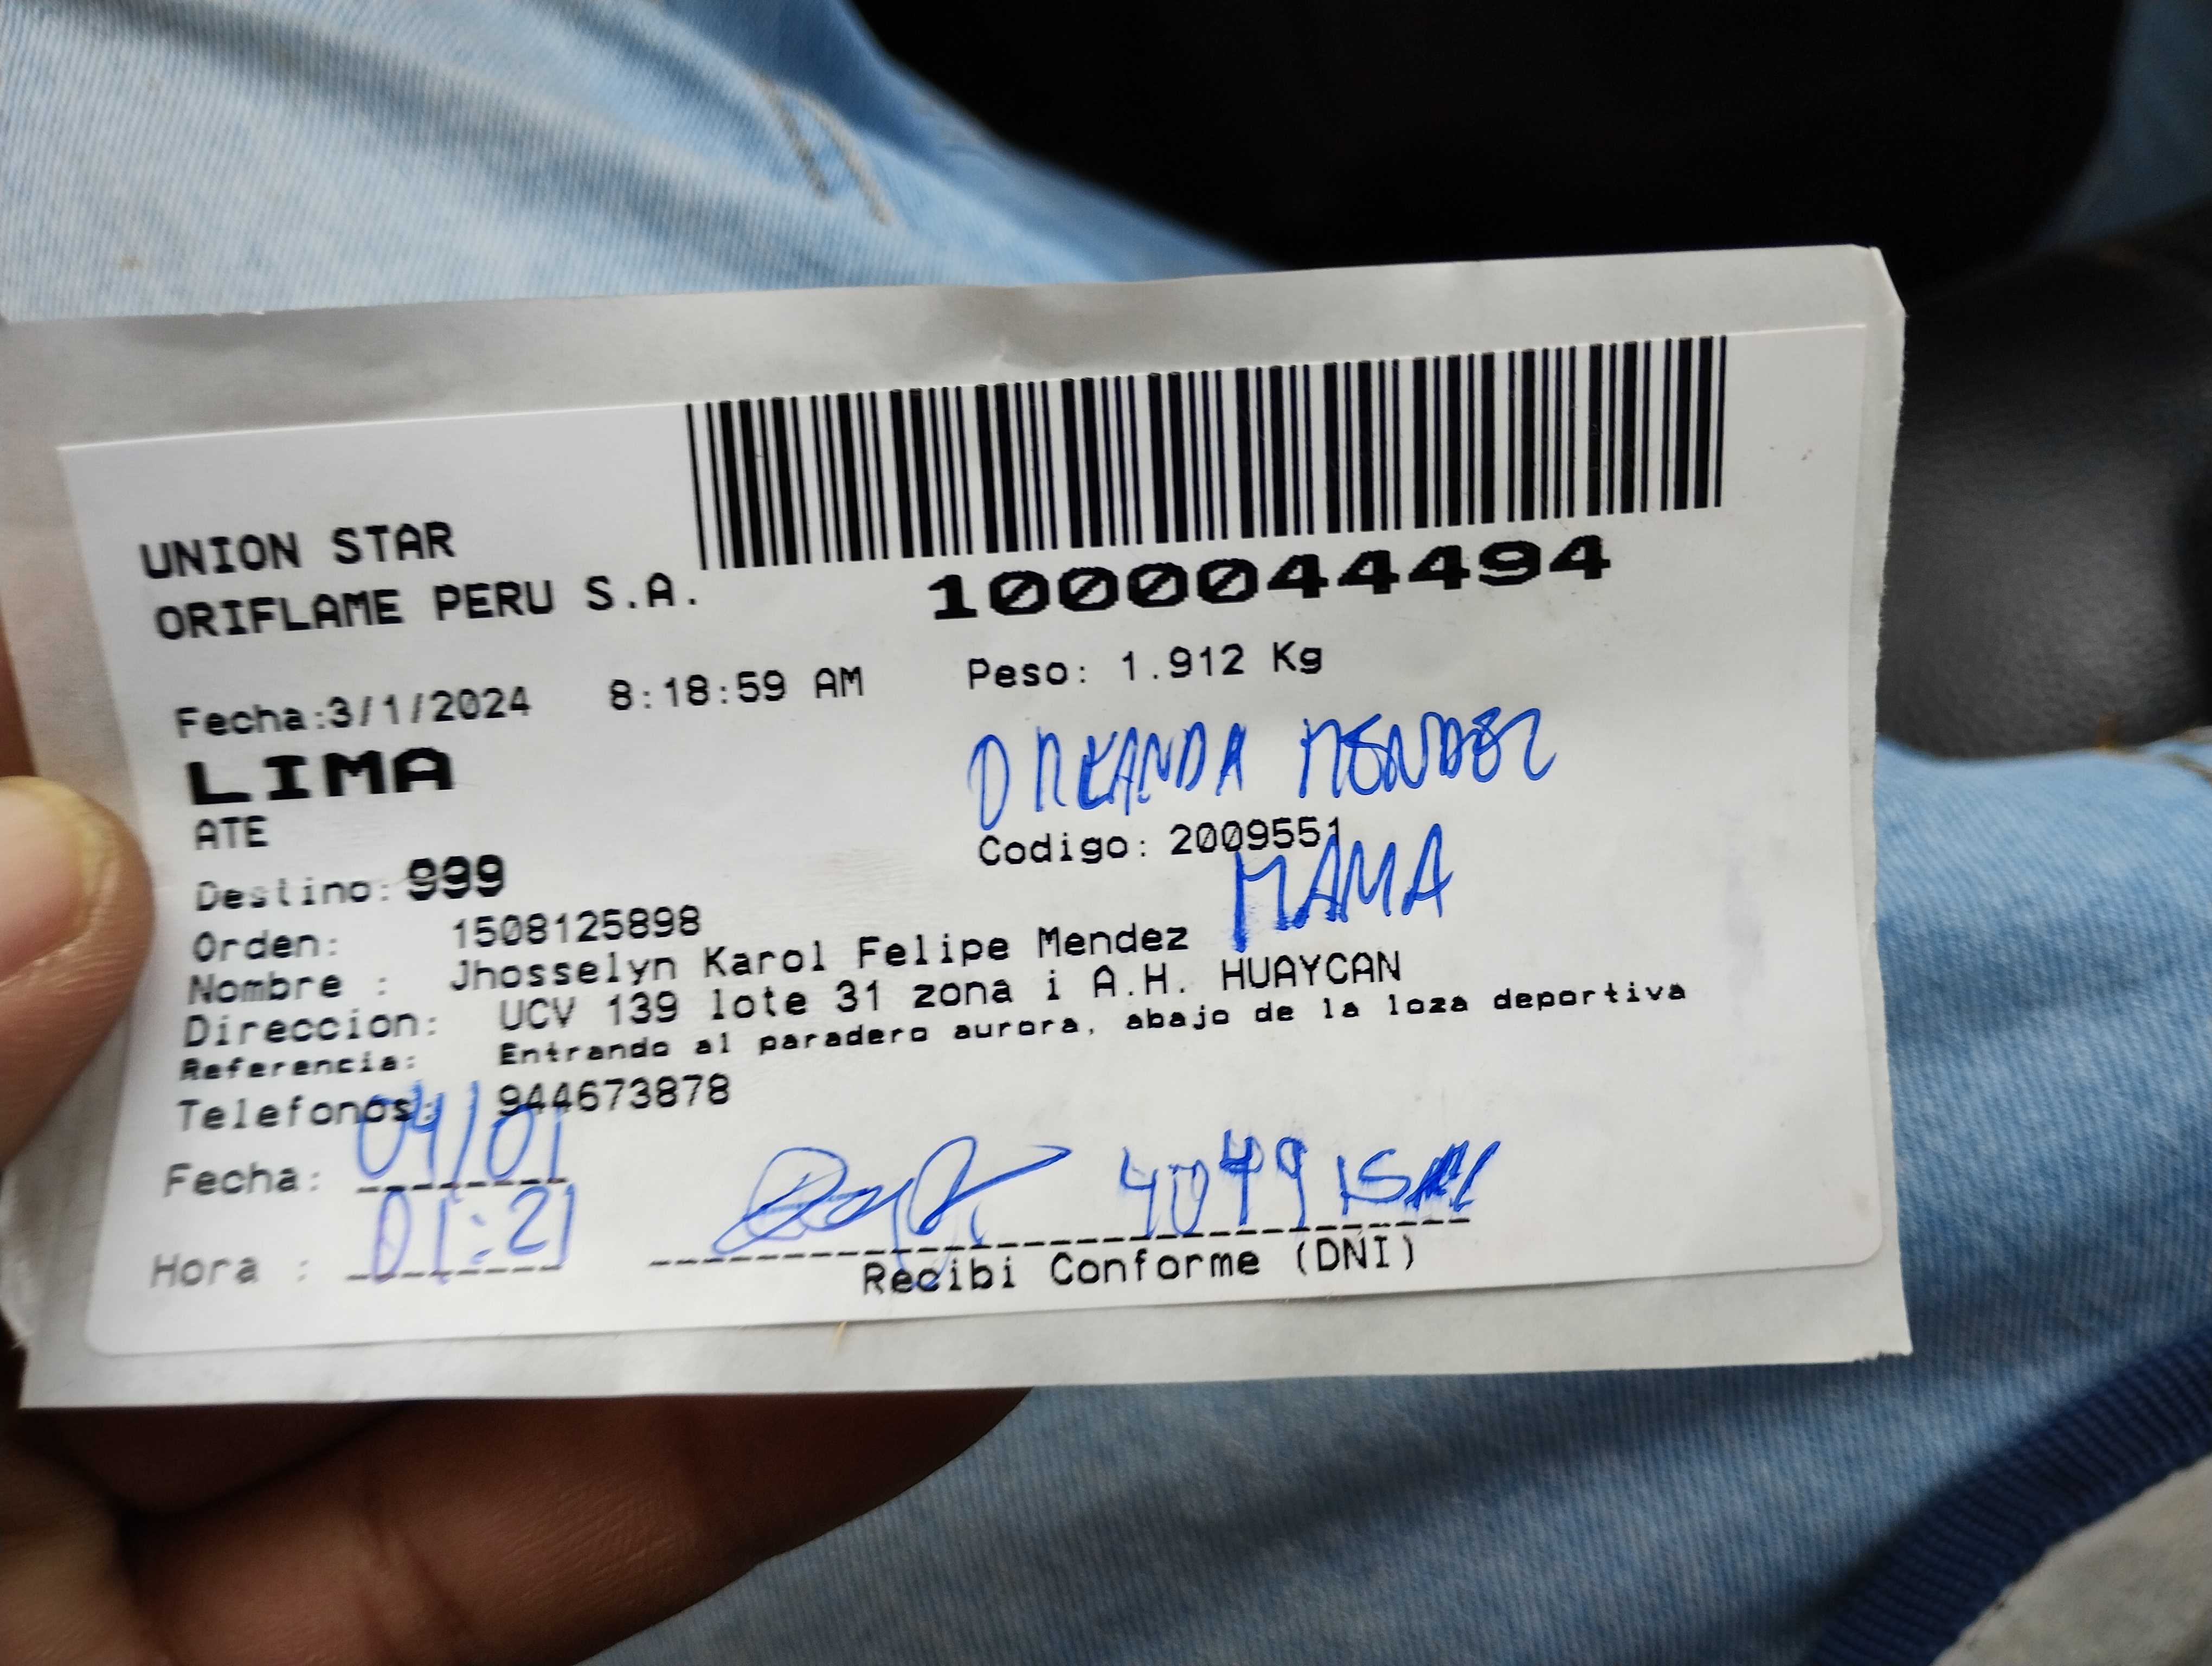 UNION STAR
ORIFLAME PERU S.A.
1000044494
Fecha:3/1/2024 8:18:59 AM Peso: 1.912 Kg
LIMA
MENDEZ
ATE
Codigo: 2009551
Destino: 999
MAMA
Orden: 1508125898
Nombre : Jhosselyn Karol Felipe Mendez
Direccion: UCV 139 lote 31 zona i A.H. HUAYCAN
Referencia: Entrando al paradero aurora, abajo de la loza deportiva
Telefonos: 944673878
Fecha: 04/01
Hora : 01:21
Recibi Conforme (DNI)